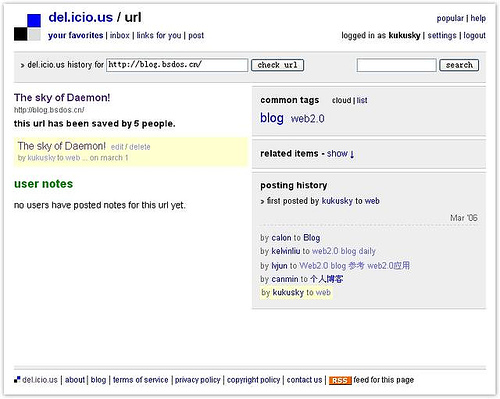 del.icio.us / url
popular | help
your favorites | inbox | links for you | post
logged in as kukusky | settings | logout
» del.icio.us history for http://blog.bsdos.cn/ check url search
The sky of Daemon!
http://blog.bsdos.cn/
this url has been saved by 5 people.
The sky of Daemon! edit / delete
by kukusky to web ... on march 1
user notes
no users have posted notes for this url yet.
common tags cloud | list
blog web2.0
related items - show ↓
posting history
» first posted by kukusky to web
Mar '06
by calon to Blog
by kelvinliu to web2.0 blog daily
by lvjun to Web2.0 blog 参考 web2.0应用
by canmin to 个人博客
by kukusky to web
del.icio.us | about | blog | terms of service | privacy policy | copyright policy | contact us | RSS feed for this page